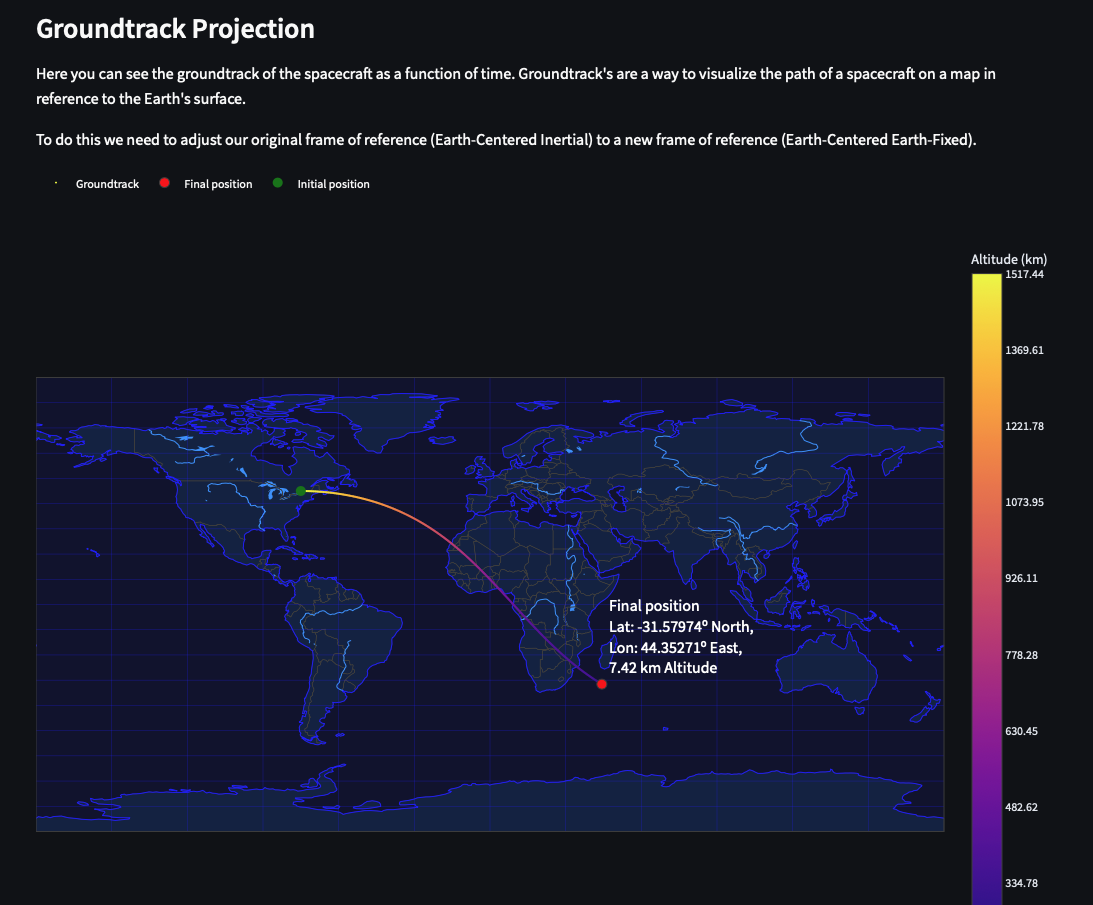 Groundtrack Projection
Here you can see the groundtrack of the spacecraft as a function of time. Groundtrack's are a way to visualize the path of a spacecraft on a map in
reference to the Earth's surface.
To do this we need to adjust our original frame of reference (Earth-Centered Inertial) to a new frame of reference (Earth-Centered Earth-Fixed).
Groundtrack
Final position
Initial position
Altitude (km)
1517.44
1369.61
1221.78
1073.95
926.11
778.28
630.45
482.62
334.78
Final position
Lat: -31.57974º North,
Lon: 44.35271º East,
7.42 km Altitude